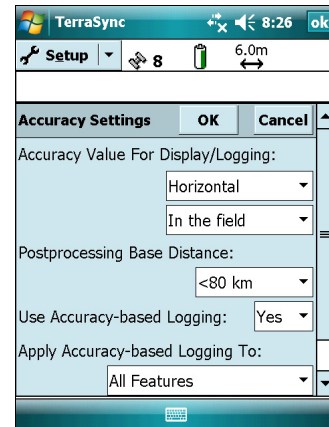 TerraSync 8:26 ok
Setup 8 6.0m
Accuracy Settings OK Cancel
Accuracy Value For Display/Logging:
Horizontal
In the field
Postprocessing Base Distance:
<80 km
Use Accuracy-based Logging: Yes
Apply Accuracy-based Logging To:
All Features